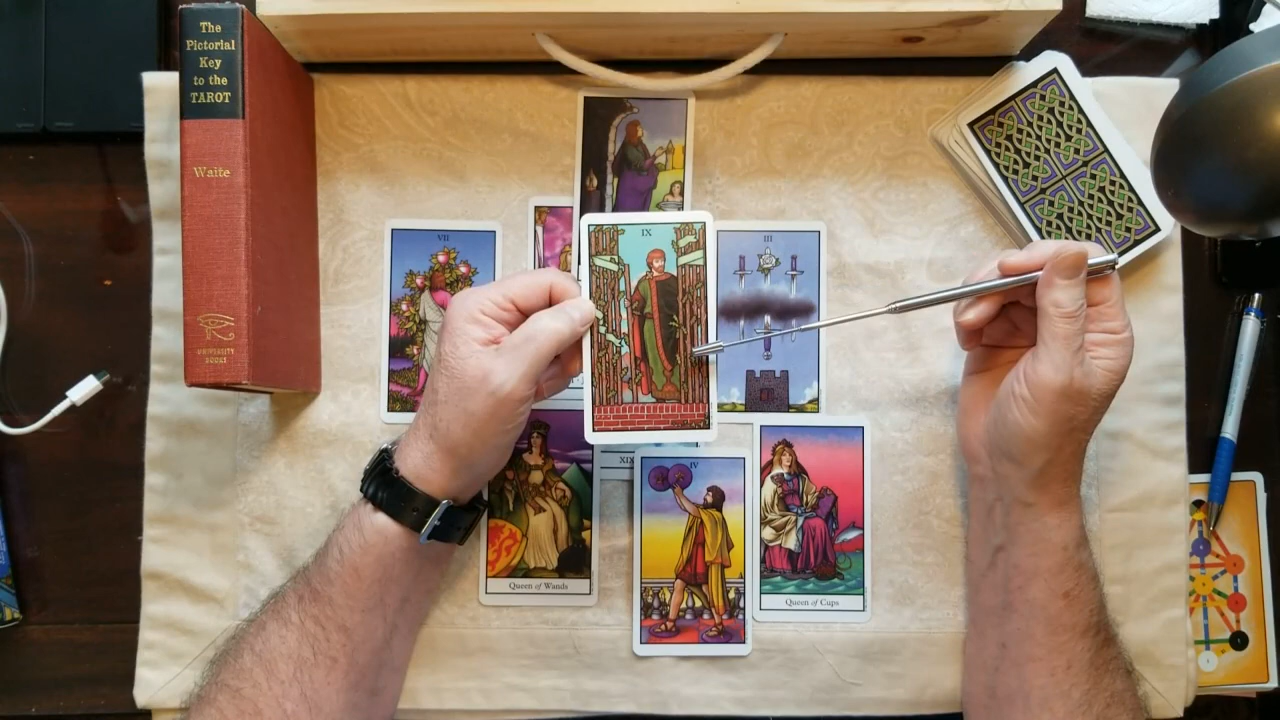 The
Pictorial
Key
to the
TAROT
Waite
UNIVERSITY
BOOKS
VII
IX
III
XIX
IV
Queen of Wands
Queen of Cups